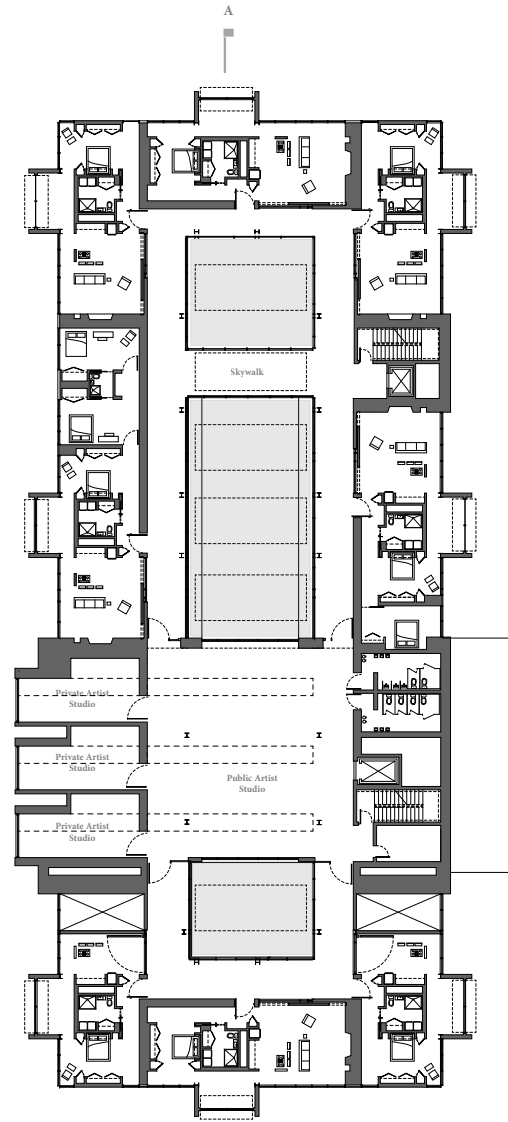 A
Skywalk
Private Artist
Studio
Private Artist
Studio
Public Artist
Studio
Private Artist
Studio